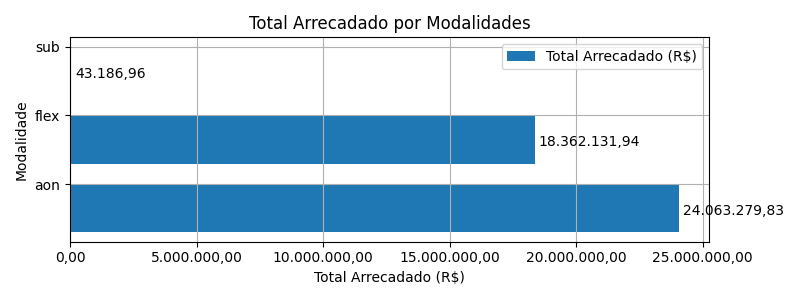 Total Arrecadado por Modalidades
Total Arrecadado (R$)
Modalidade
sub
43.186,96
flex
18.362.131,94
aon
24.063.279,83
0,00 5.000.000,00 10.000.000,00 15.000.000,00 20.000.000,00 25.000.000,00
Total Arrecadado (R$)